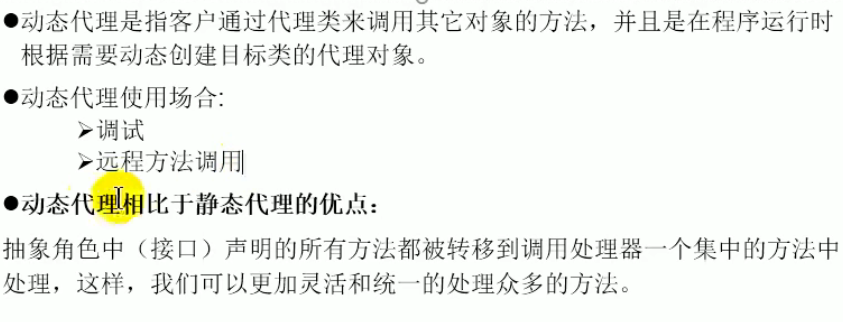 ●动态代理是指客户通过代理类来调用其它对象的方法，并且是在程序运行时
根据需要动态创建目标类的代理对象。
●动态代理使用场合:
➢调试
➢远程方法调用
●动态代理相比于静态代理的优点：
抽象角色中（接口）声明的所有方法都被转移到调用处理器一个集中的方法中
处理，这样，我们可以更加灵活和统一的处理众多的方法。